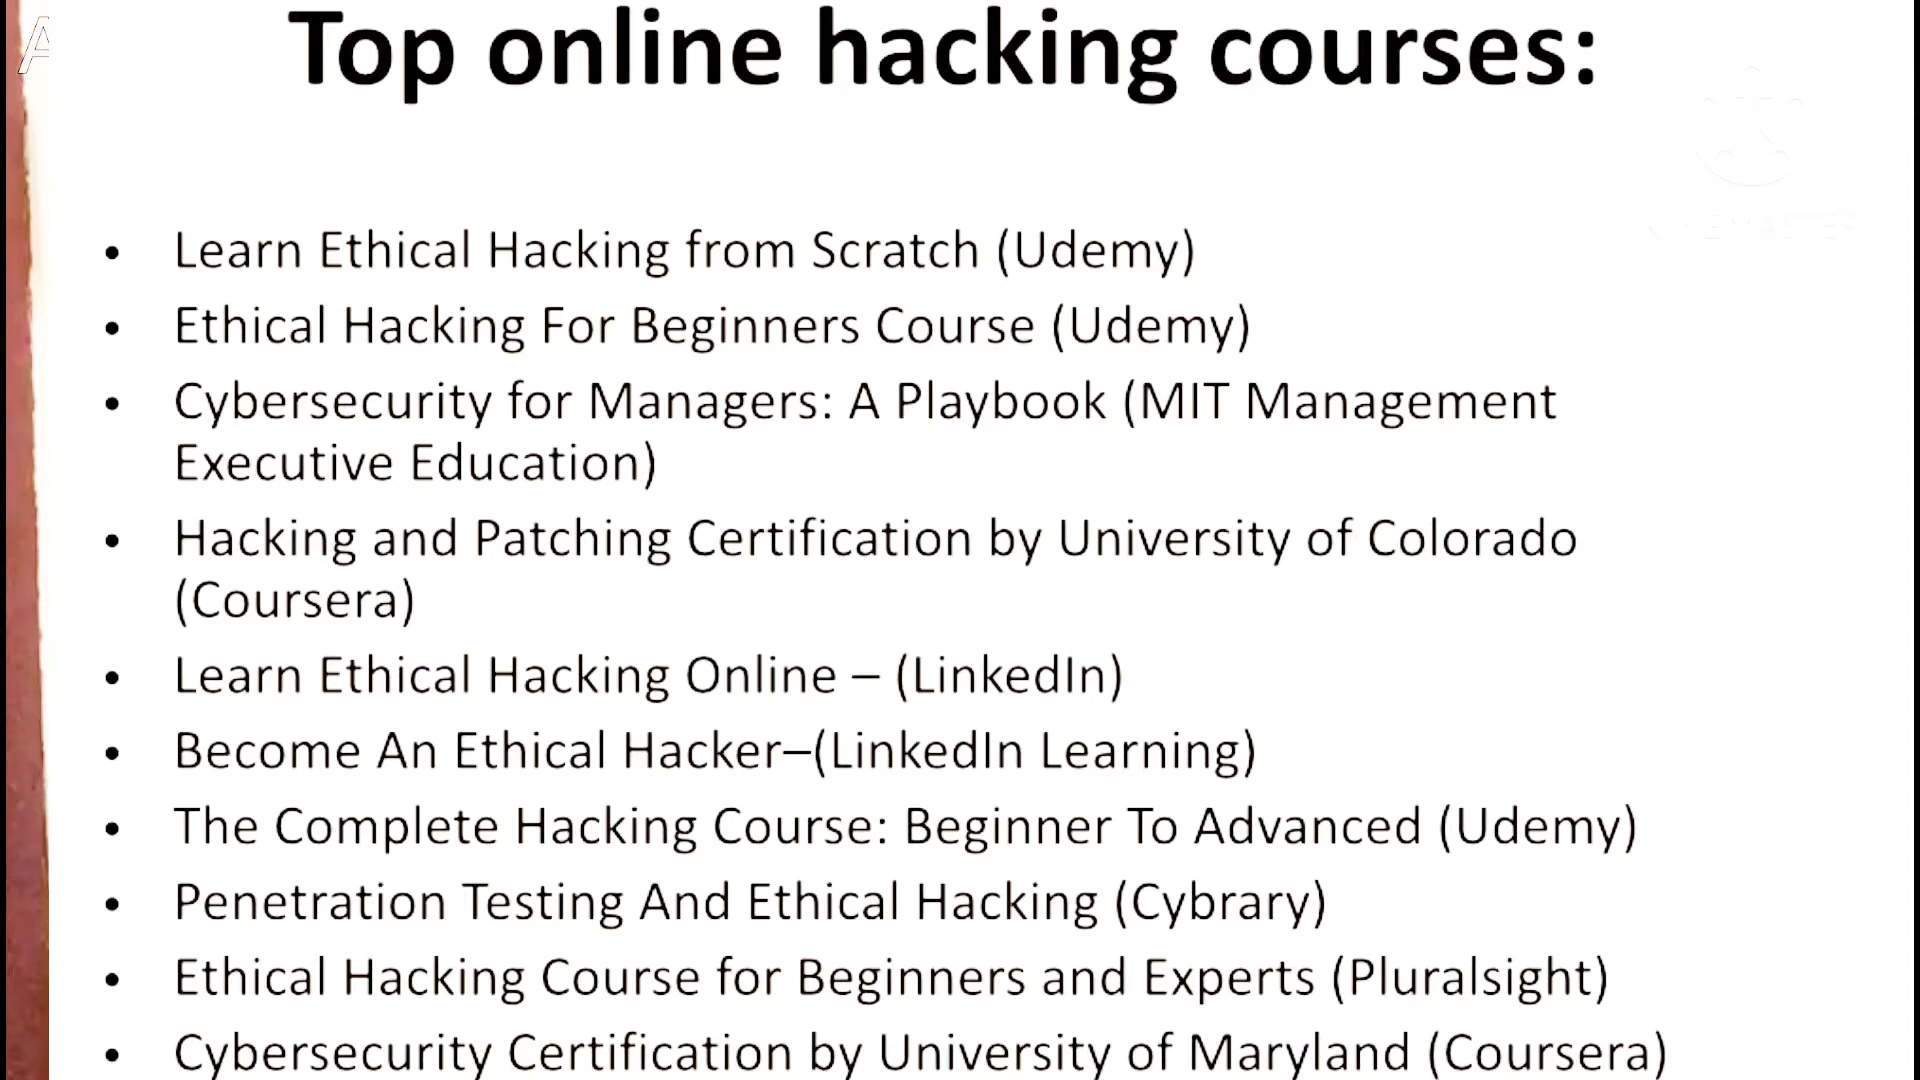 Top online hacking courses:
• Learn Ethical Hacking from Scratch (Udemy)
• Ethical Hacking For Beginners Course (Udemy)
• Cybersecurity for Managers: A Playbook (MIT Management
Executive Education)
• Hacking and Patching Certification by University of Colorado
(Coursera)
• Learn Ethical Hacking Online – (LinkedIn)
• Become An Ethical Hacker–(LinkedIn Learning)
• The Complete Hacking Course: Beginner To Advanced (Udemy)
• Penetration Testing And Ethical Hacking (Cybrary)
• Ethical Hacking Course for Beginners and Experts (Pluralsight)
• Cybersecurity Certification by University of Maryland (Coursera)